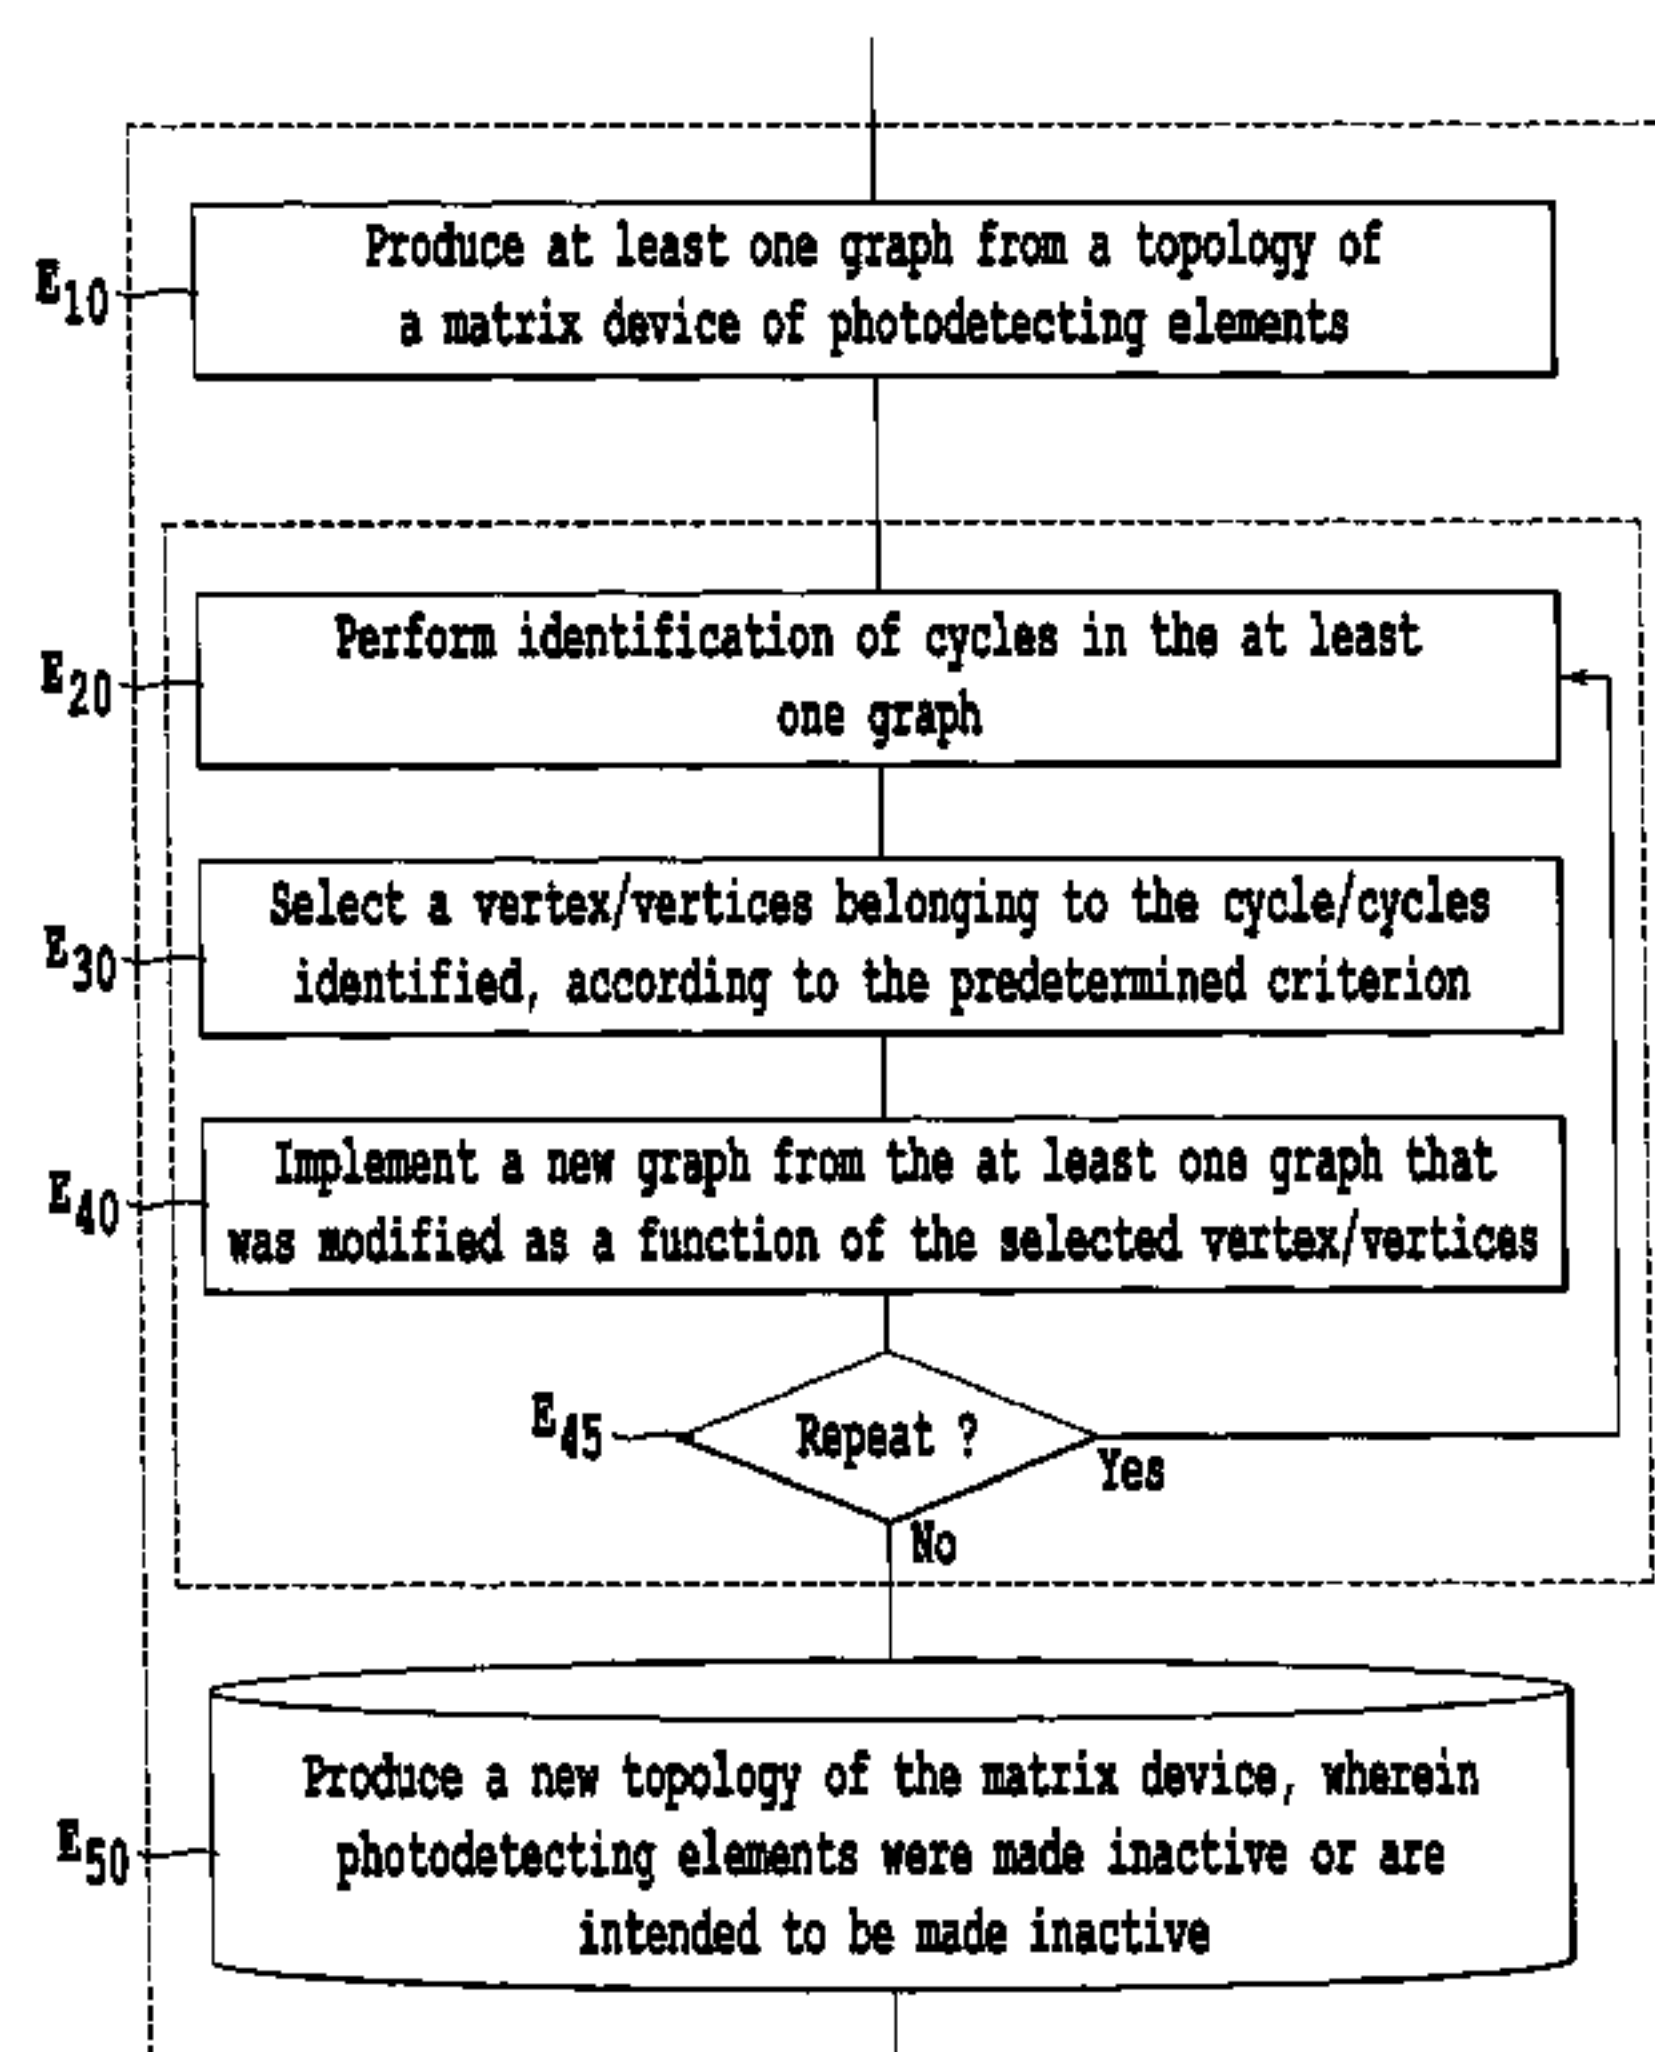 Produce at least one graph from a topology of
a matrix device of photodetecting elements
E10
Perform identification of cycles in the at least
one graph
E20
Select a vertex/vertices belonging to the cycle/cycles
identified, according to the predetermined criterion
E30
Implement a new graph from the at least one graph that
was modified as a function of the selected vertex/vertices
E40
E45
Repeat ?
Yes
No
Produce a new topology of the matrix device, wherein
photodetecting elements were made inactive or are
intended to be made inactive
E50